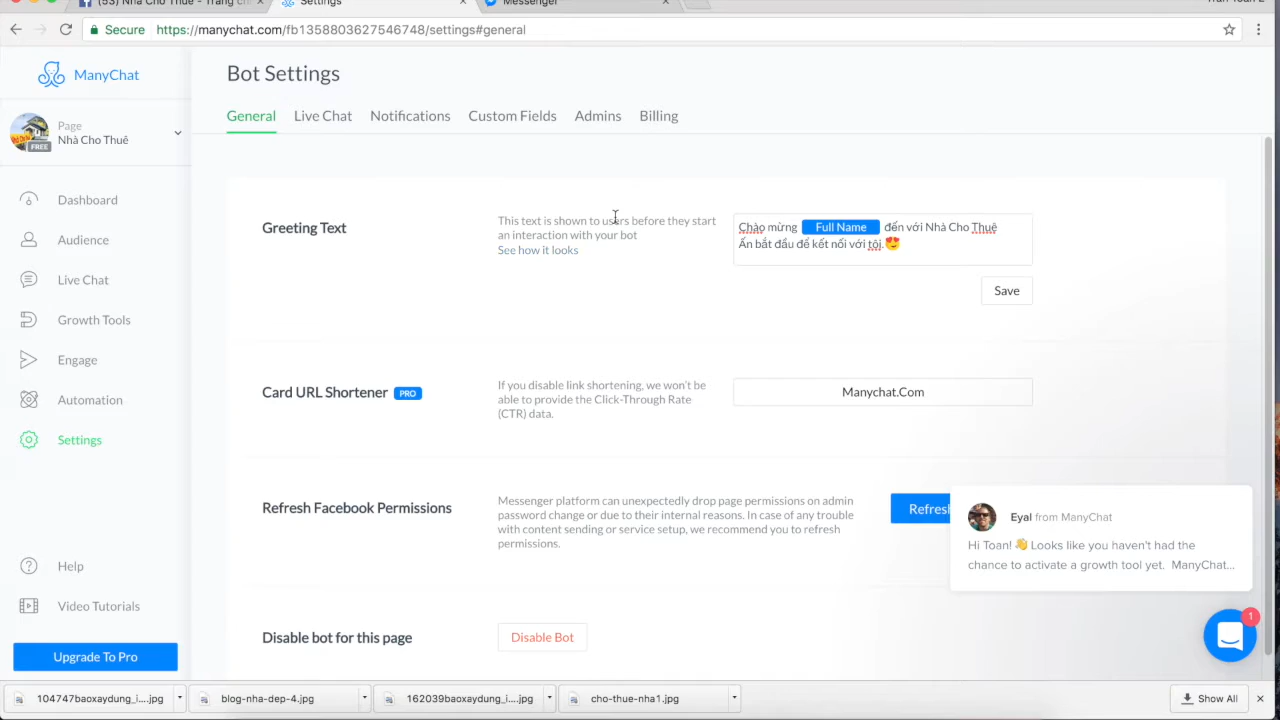 (53) Nhà Cho Thuê - Trang ch
Settings
Messenger
Secure https://manychat.com/fb1358803627546748/settings#general
ManyChat
Page
Nhà Cho Thuê
FREE
Dashboard
Audience
Live Chat
Growth Tools
Engage
Automation
Settings
Help
Video Tutorials
Upgrade To Pro
Bot Settings
General Live Chat Notifications Custom Fields Admins Billing
Greeting Text
This text is shown to users before they start
an interaction with your bot
See how it looks
Chào mừng Full Name đến với Nhà Cho Thuê
Ấn bắt đầu để kết nối với tôi.😍
Save
Card URL Shortener PRO
If you disable link shortening, we won't be
able to provide the Click-Through Rate
(CTR) data.
Manychat.Com
Refresh Facebook Permissions
Messenger platform can unexpectedly drop page permissions on admin
password change or due to their internal reasons. In case of any trouble
with content sending or service setup, we recommend you to refresh
permissions.
Refresh
Eyal from ManyChat
Hi Toan! 👋 Looks like you haven't had the
chance to activate a growth tool yet. ManyChat...
1
Disable bot for this page
Disable Bot
104747baoxaydung_i....jpg
blog-nha-dep-4.jpg
162039baoxaydung_i....jpg
cho-thue-nha1.jpg
Show All